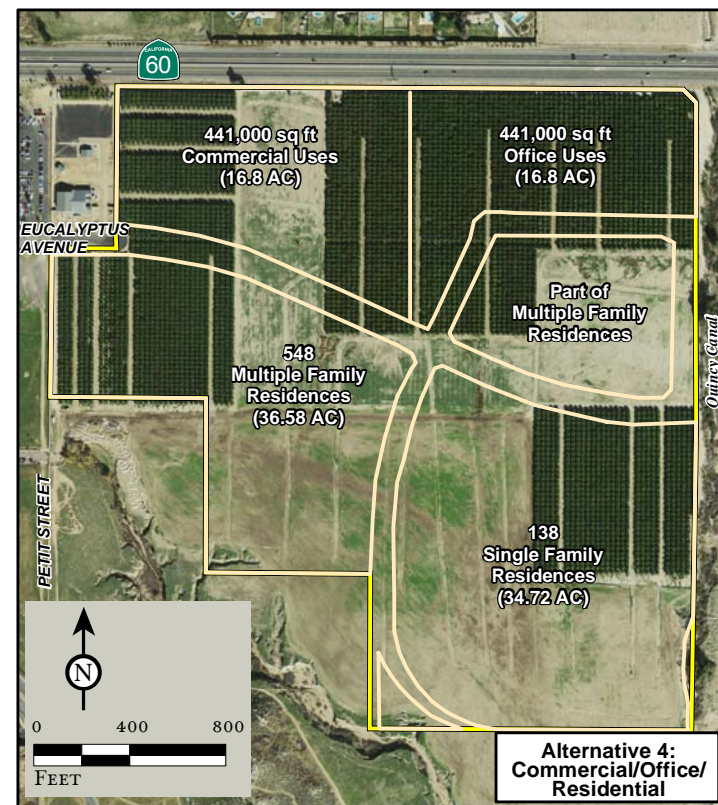 CALIFORNIA
60
441,000 sq ft
Commercial Uses
(16.8 AC)
441,000 sq ft
Office Uses
(16.8 AC)
EUCALYPTUS
AVENUE
Part of
Multiple Family
Residences
Quincy Canal
548
Multiple Family
Residences
(36.58 AC)
PETIT STREET
138
Single Family
Residences
(34.72 AC)
N
0 400 800
FEET
Alternative 4:
Commercial/Office/
Residential